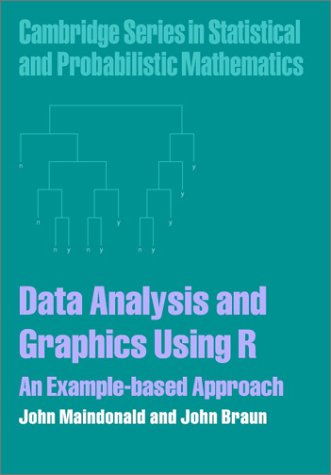 Cambridge Series in Statistical
and Probabilistic Mathematics
n y
n y y
n y n y
Data Analysis and
Graphics Using R
An Example-based Approach
John Maindonald and John Braun